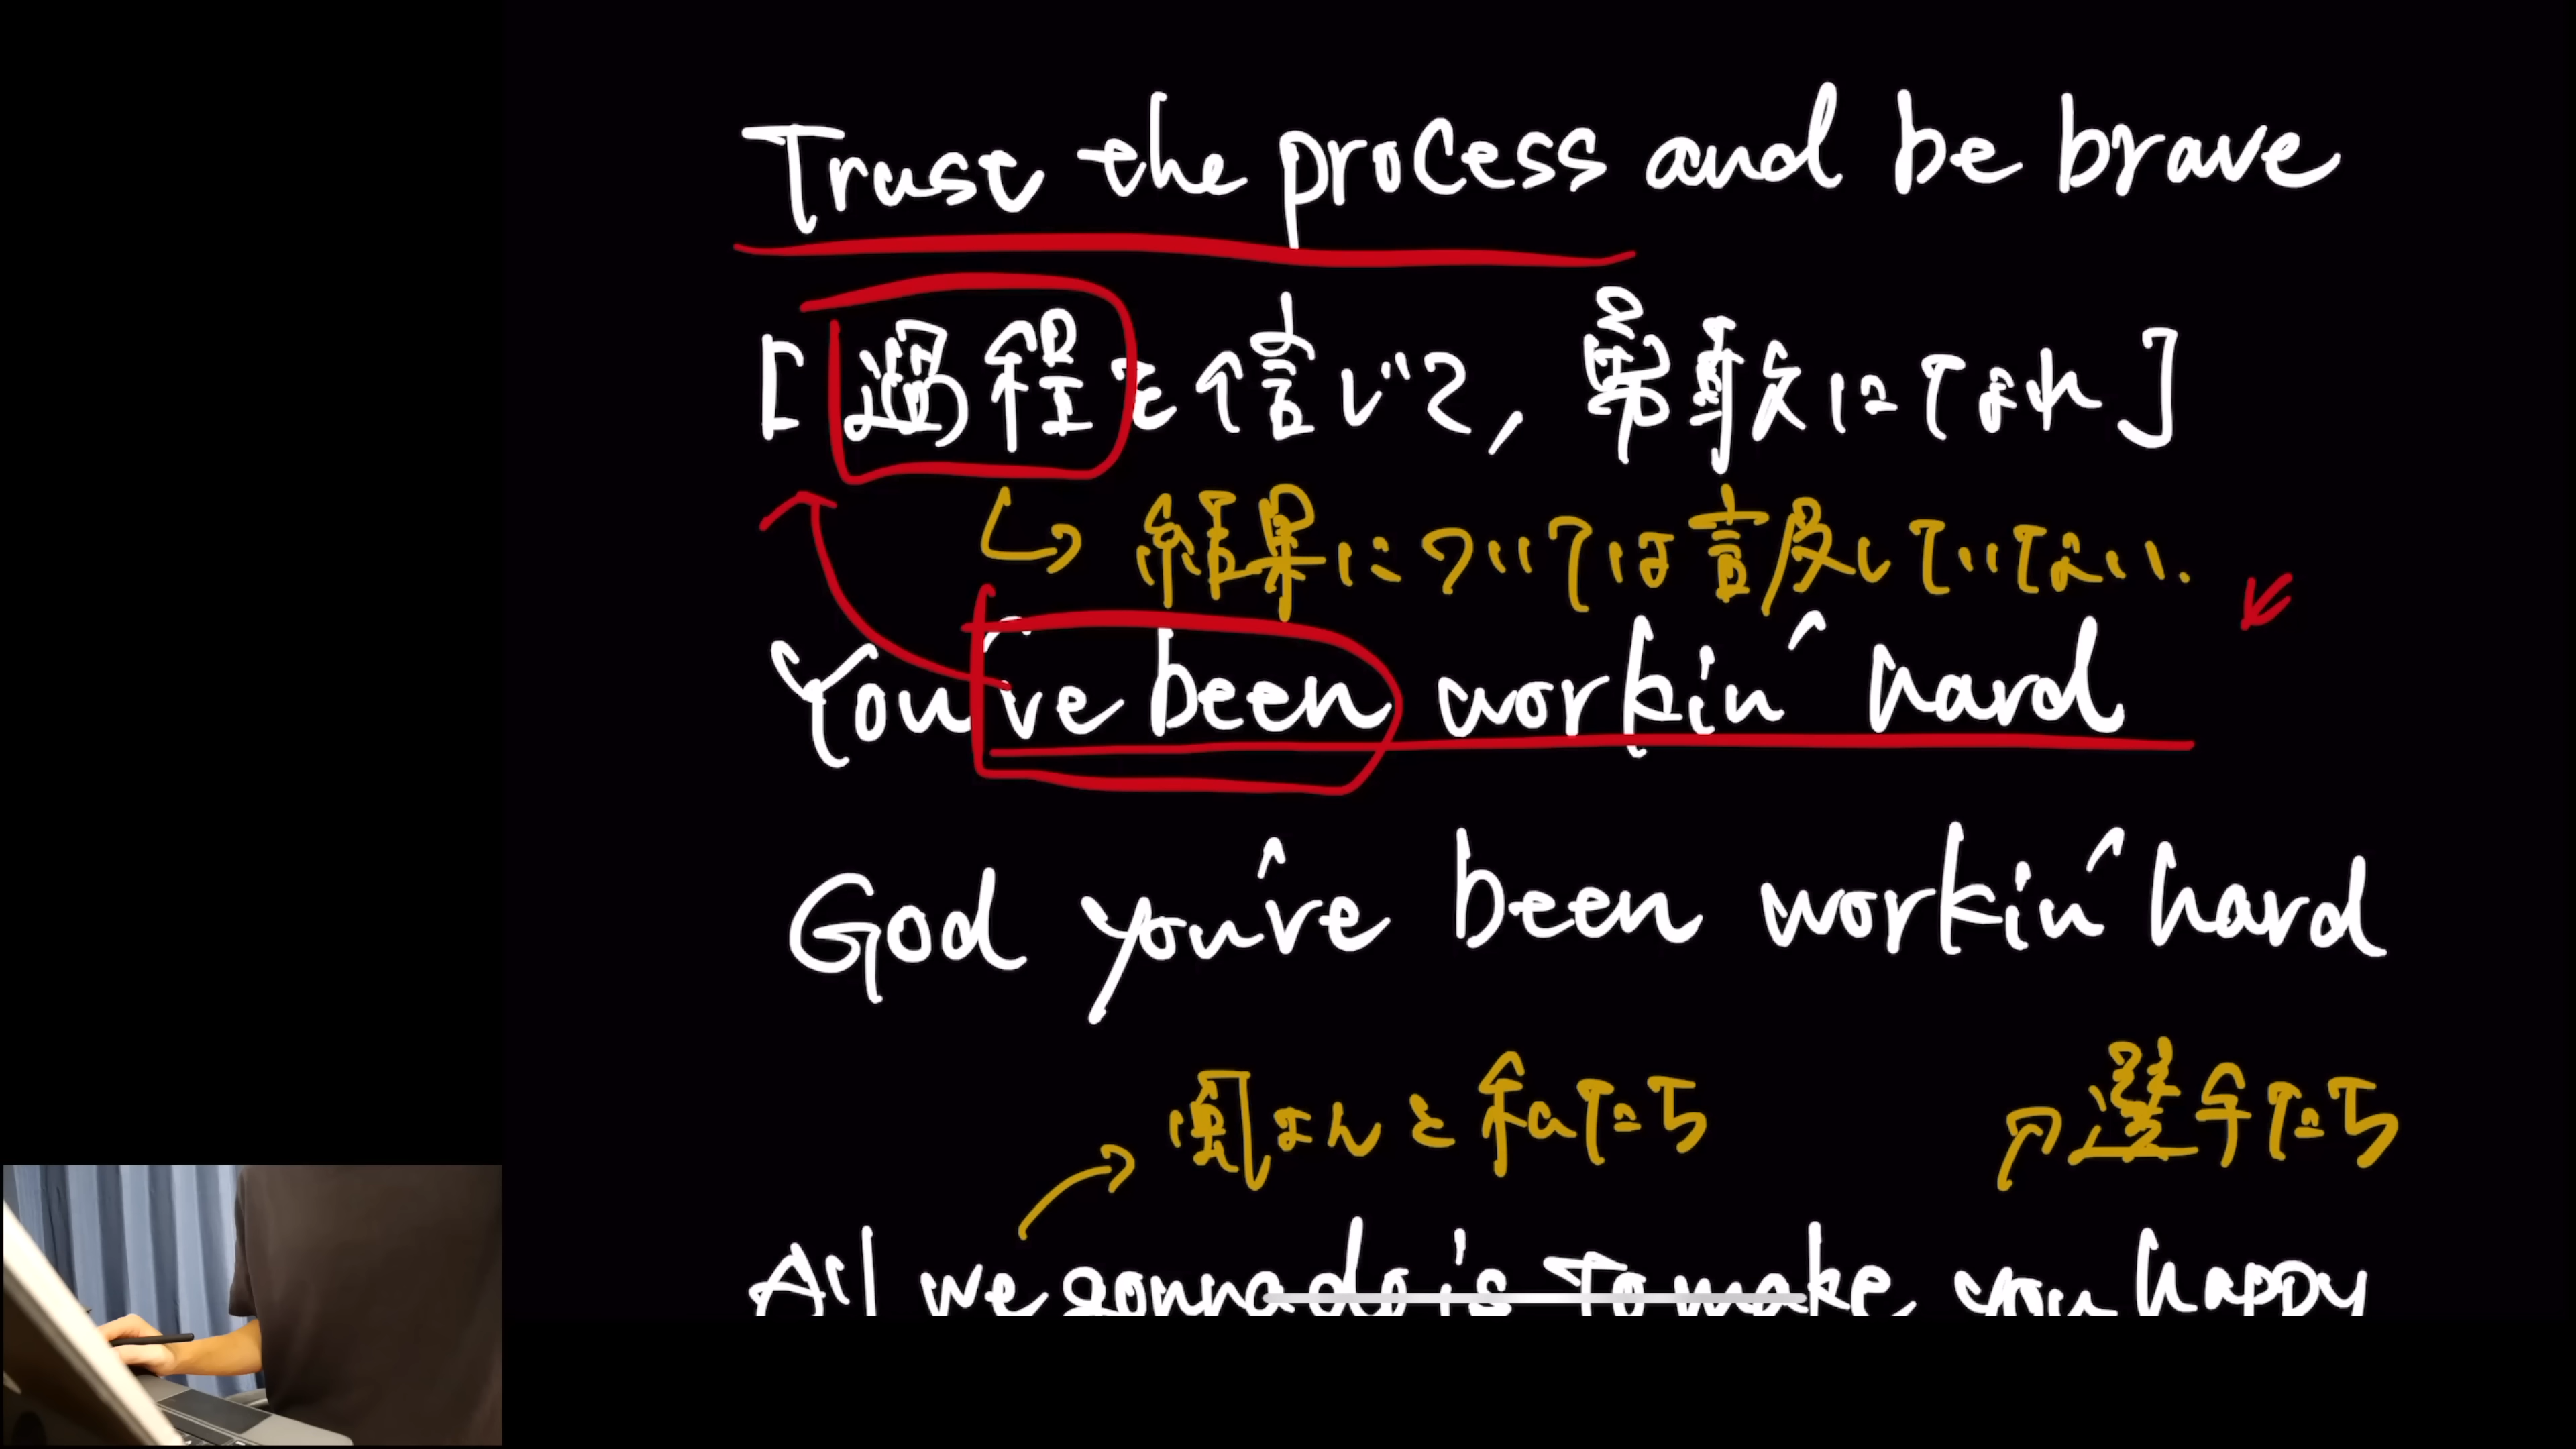 Trust the process and be brave
[過程を信じて, 勇敢になれ]
結果については言及していない.
You've been workin' hard
God you've been workin' hard
と私たち 選手たち
All we gonna do is to make you happy